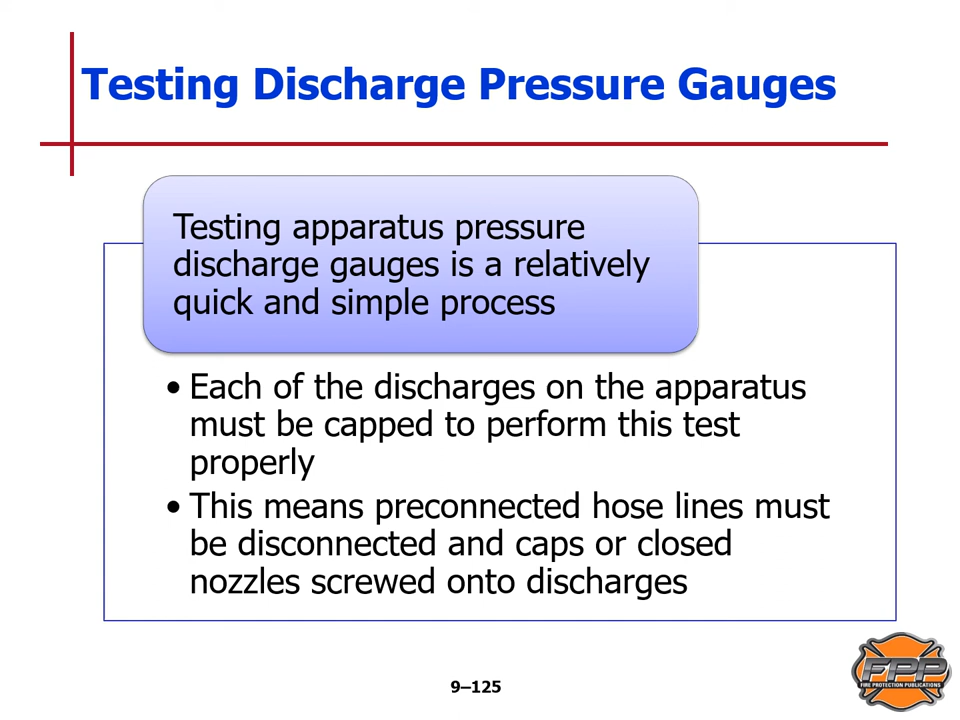 Testing Discharge Pressure Gauges
Testing apparatus pressure
discharge gauges is a relatively
quick and simple process
• Each of the discharges on the apparatus
must be capped to perform this test
properly
• This means preconnected hose lines must
be disconnected and caps or closed
nozzles screwed onto discharges
9–125
FPP
FIRE PROTECTION PUBLICATIONS